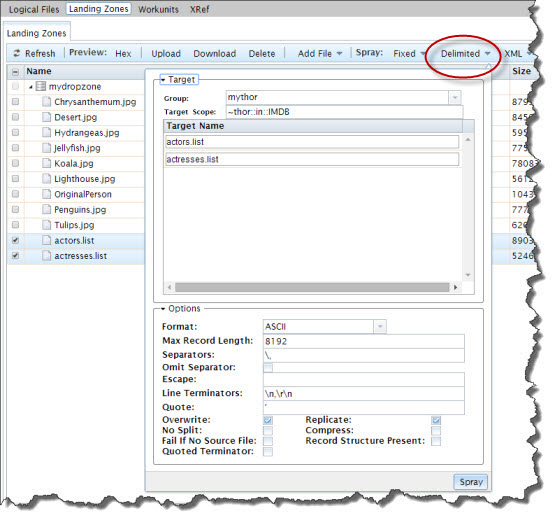 Logical Files Landing Zones Workunits XRef
Landing Zones
Refresh Preview: Hex Upload Download Delete Add File Spray: Fixed Delimited XML
Name Size
mydropzone
Chrysanthemum.jpg 8793
Desert.jpg 8459
Hydrangeas.jpg 595
Jellyfish.jpg 775
Koala.jpg 78083
Lighthouse.jpg 5612
OriginalPerson 1043
Penguins.jpg 777
Tulips.jpg 620
actors.list 8903
actresses.list 5246
Target
Group: mythor
Target Scope: ~thor::in::IMDB
Target Name
actors.list
actresses.list
Options
Format: ASCII
Max Record Length: 8192
Separators: \,
Omit Separator:
Escape:
Line Terminators: \n,\r\n
Quote: '
Overwrite: Replicate:
No Split: Compress:
Fail If No Source File: Record Structure Present:
Quoted Terminator:
Spray